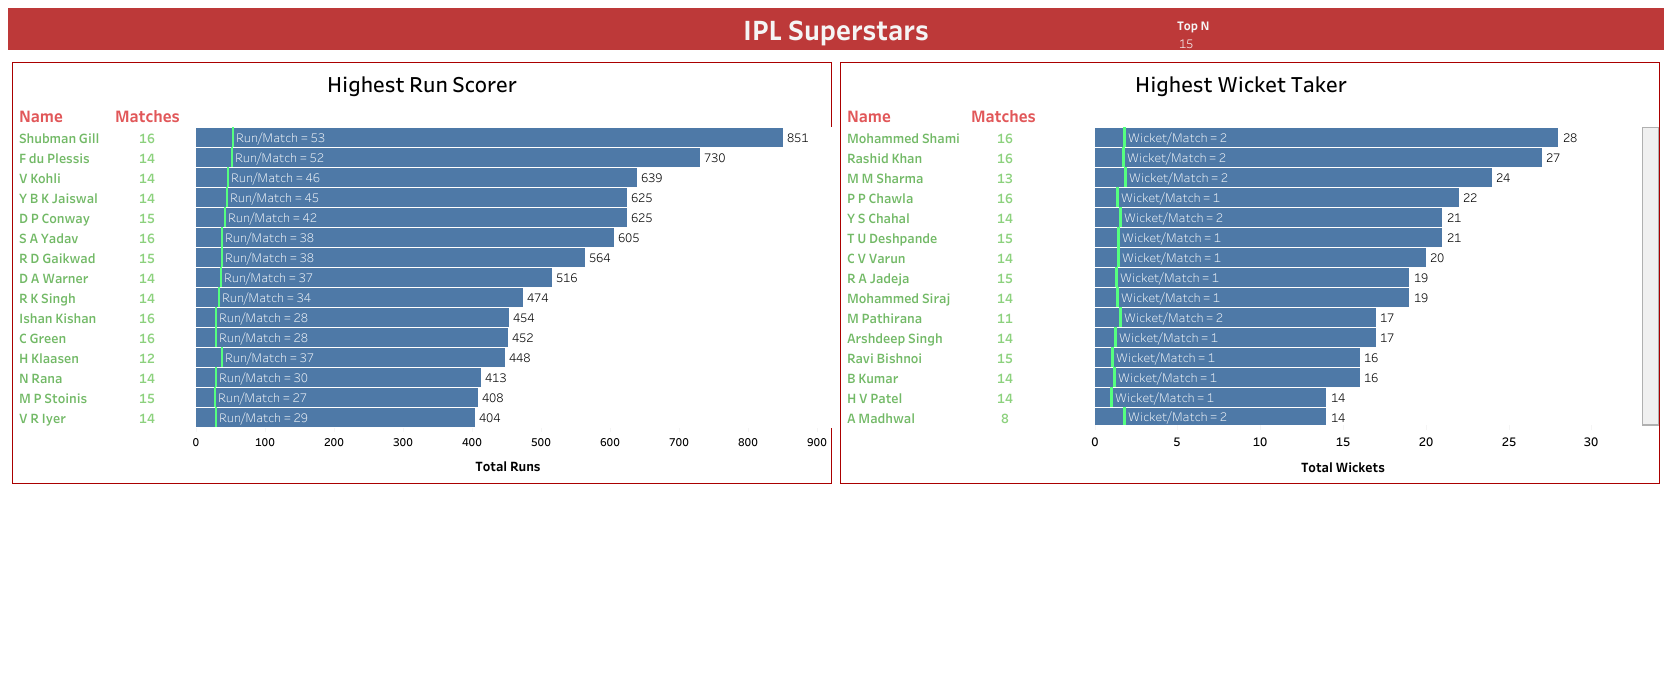 IPL Superstars
Top N
15
Highest Run Scorer
Name Matches
Shubman Gill 16 Run/Match = 53 851
F du Plessis 14 Run/Match = 52 730
V Kohli 14 Run/Match = 46 639
Y B K Jaiswal 14 Run/Match = 45 625
D P Conway 15 Run/Match = 42 625
S A Yadav 16 Run/Match = 38 605
R D Gaikwad 15 Run/Match = 38 564
D A Warner 14 Run/Match = 37 516
R K Singh 14 Run/Match = 34 474
Ishan Kishan 16 Run/Match = 28 454
C Green 16 Run/Match = 28 452
H Klaasen 12 Run/Match = 37 448
N Rana 14 Run/Match = 30 413
M P Stoinis 15 Run/Match = 27 408
V R Iyer 14 Run/Match = 29 404
0 100 200 300 400 500 600 700 800 900
Total Runs
Highest Wicket Taker
Name Matches
Mohammed Shami 16 Wicket/Match = 2 28
Rashid Khan 16 Wicket/Match = 2 27
M M Sharma 13 Wicket/Match = 2 24
P P Chawla 16 Wicket/Match = 1 22
Y S Chahal 14 Wicket/Match = 2 21
T U Deshpande 15 Wicket/Match = 1 21
C V Varun 14 Wicket/Match = 1 20
R A Jadeja 15 Wicket/Match = 1 19
Mohammed Siraj 14 Wicket/Match = 1 19
M Pathirana 11 Wicket/Match = 2 17
Arshdeep Singh 14 Wicket/Match = 1 17
Ravi Bishnoi 15 Wicket/Match = 1 16
B Kumar 14 Wicket/Match = 1 16
H V Patel 14 Wicket/Match = 1 14
A Madhwal 8 Wicket/Match = 2 14
0 5 10 15 20 25 30
Total Wickets